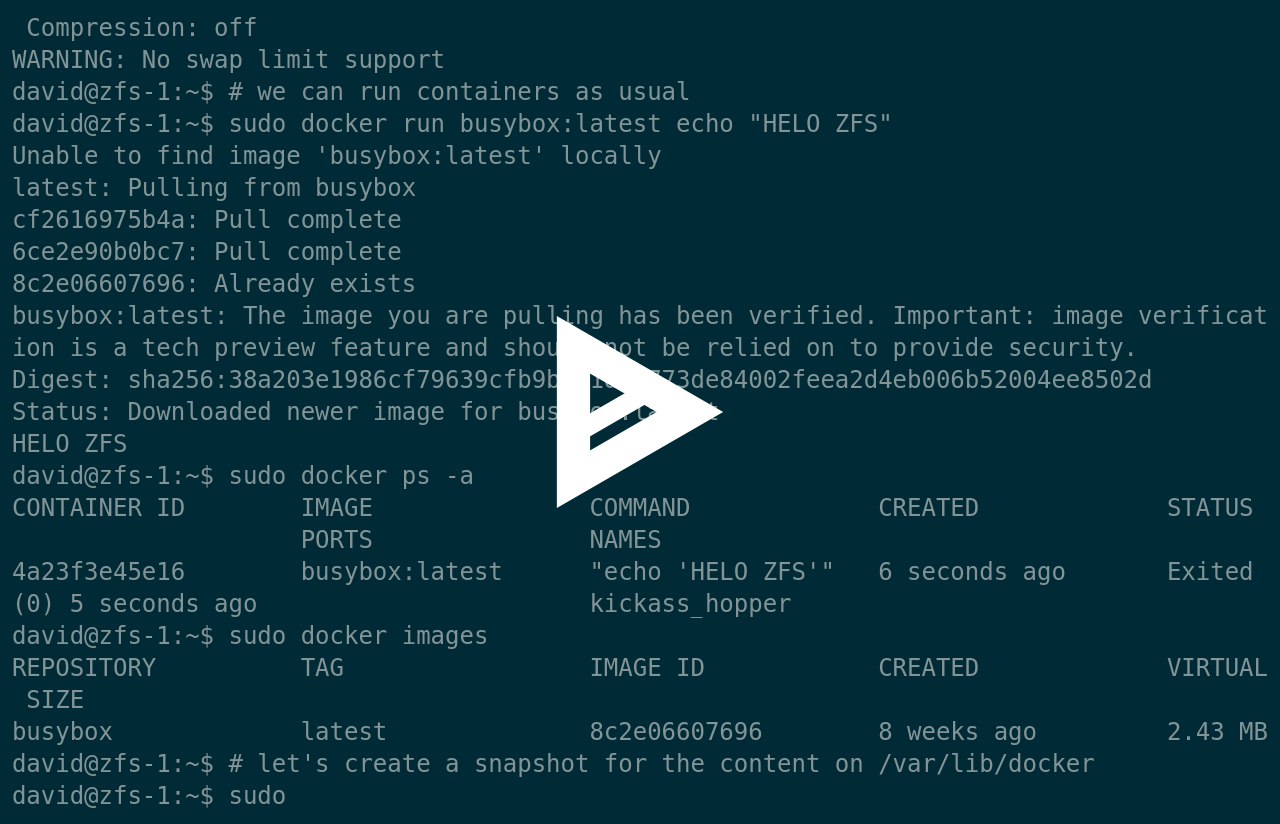 Compression: off
WARNING: No swap limit support
david@zfs-1:~$ # we can run containers as usual
david@zfs-1:~$ sudo docker run busybox:latest echo "HELO ZFS"
Unable to find image 'busybox:latest' locally
latest: Pulling from busybox
cf2616975b4a: Pull complete
6ce2e90b0bc7: Pull complete
8c2e06607696: Already exists
busybox:latest: The image you are pulling has been verified. Important: image verificat
ion is a tech preview feature and should not be relied on to provide security.
Digest:
Status: Downloaded newer image for
HELO ZFS
david@zfs-1:~$ sudo docker ps -a
CONTAINER ID IMAGE COMMAND CREATED STATUS
PORTS NAMES
4a23f3e45e16 busybox:latest "echo 'HELO ZFS'" 6 seconds ago Exited
(0) 5 seconds ago kickass_hopper
david@zfs-1:~$ sudo docker images
REPOSITORY TAG IMAGE ID CREATED VIRTUAL
SIZE
busybox latest 8c2e06607696 8 weeks ago 2.43 MB
david@zfs-1:~$ # let's create a snapshot for the content on /var/lib/docker
david@zfs-1:~$ sudo